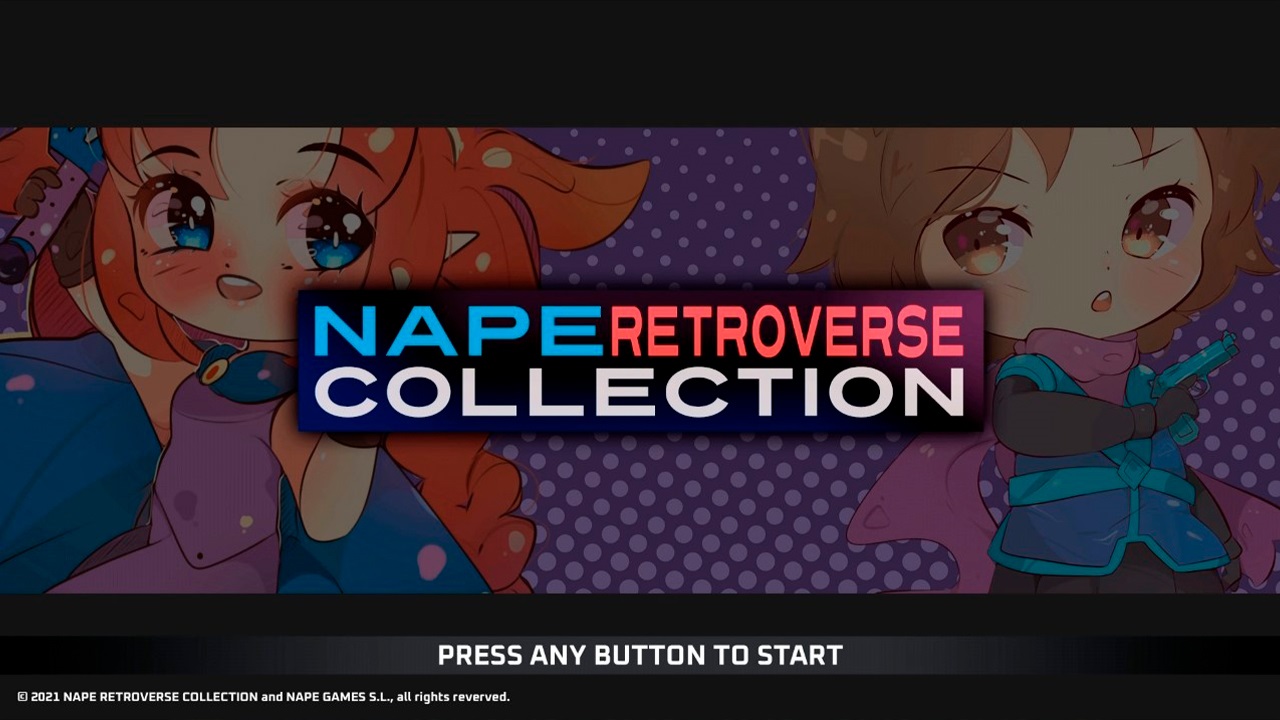 NAPE RETROVERSE
COLLECTION
PRESS ANY BUTTON TO START
© 2021 NAPE RETROVERSE COLLECTION and NAPE GAMES S.L., all rights reverved.